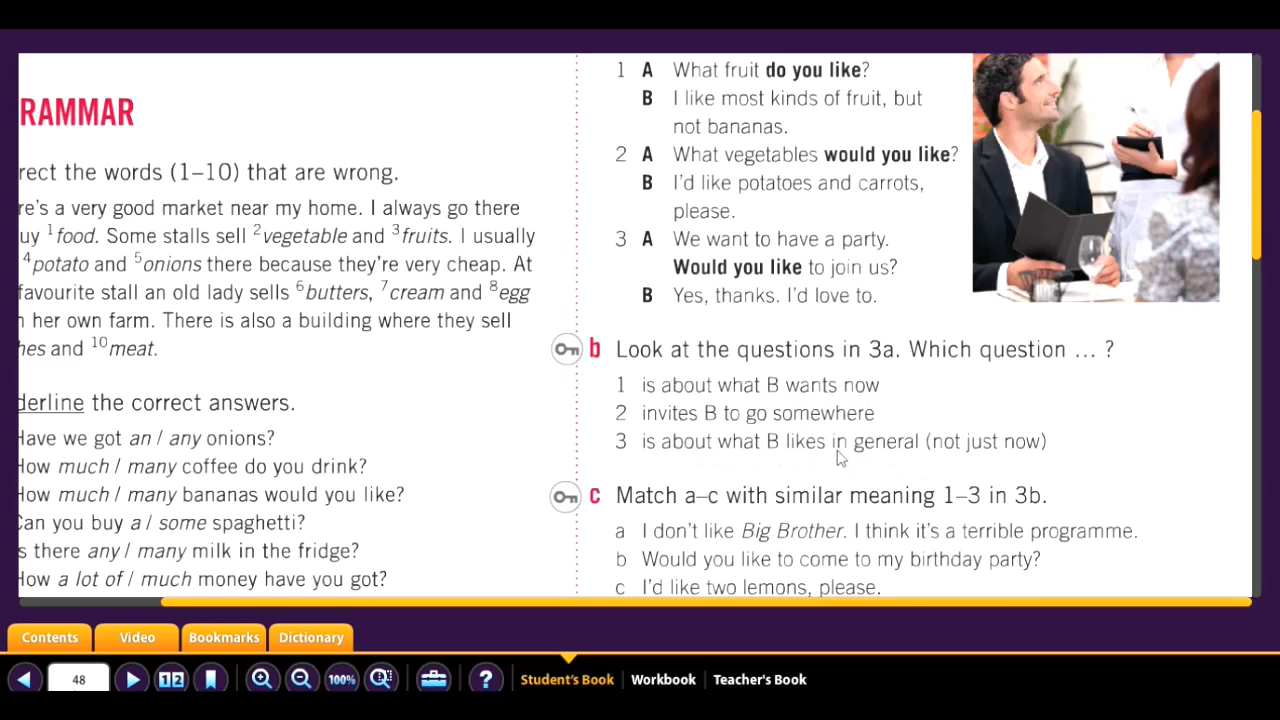 RAMMAR
rect the words (1–10) that are wrong.
re's a very good market near my home. I always go there
uy 1food. Some stalls sell 2vegetable and 3fruits. I usually
4potato and 5onions there because they're very cheap. At
favourite stall an old lady sells 6butters, 7cream and 8egg
her own farm. There is also a building where they sell
hes and 10meat.
derline the correct answers.
Have we got an / any onions?
How much / many coffee do you drink?
How much / many bananas would you like?
Can you buy a / some spaghetti?
s there any / many milk in the fridge?
How a lot of / much money have you got?
1 A What fruit do you like?
B I like most kinds of fruit, but
not bananas.
2 A What vegetables would you like?
B I'd like potatoes and carrots,
please.
3 A We want to have a party.
Would you like to join us?
B Yes, thanks. I'd love to.
b Look at the questions in 3a. Which question … ?
1 is about what B wants now
2 invites B to go somewhere
3 is about what B likes in general (not just now)
c Match a–c with similar meaning 1–3 in 3b.
a I don't like Big Brother. I think it's a terrible programme.
b Would you like to come to my birthday party?
c I'd like two lemons, please.
Contents Video Bookmarks Dictionary
48 1 2 100% ? Student's Book Workbook Teacher's Book